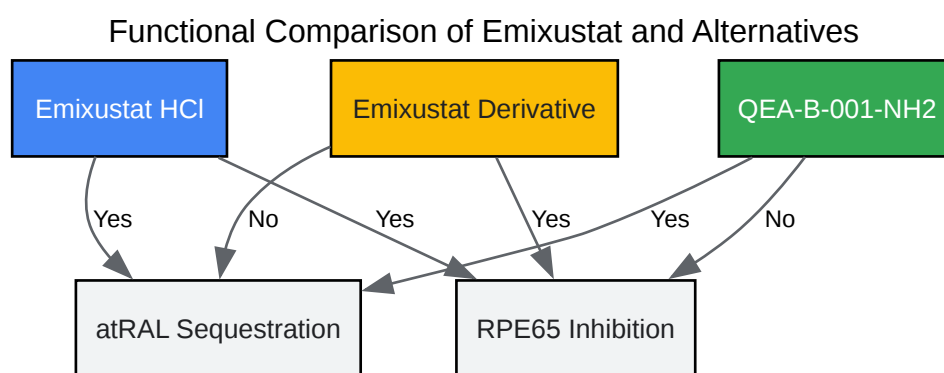 Functional Comparison of Emixustat and Alternatives
Emixustat HCl
Emixustat Derivative
QEA-B-001-NH2
Yes
No
Yes
Yes
Yes
No
atRAL Sequestration
RPE65 Inhibition